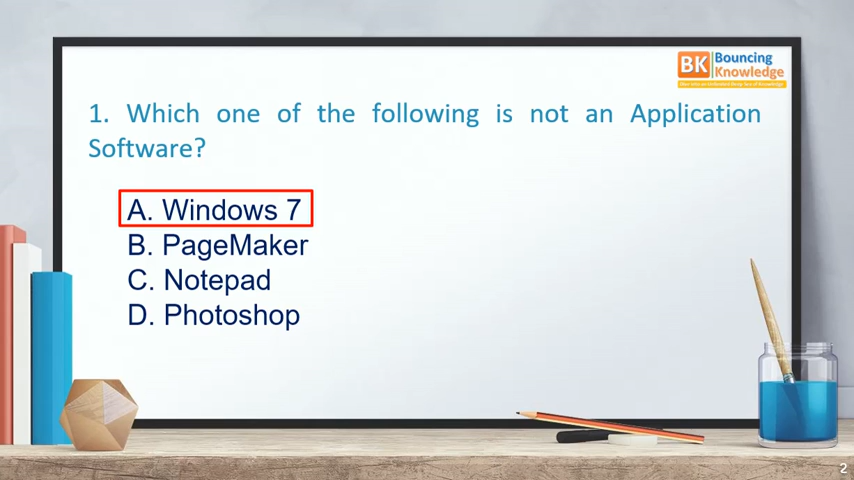 BK Bouncing
Knowledge
1. Which one of the following is not an Application
Software?
A. Windows 7
B. PageMaker
C. Notepad
D. Photoshop
2